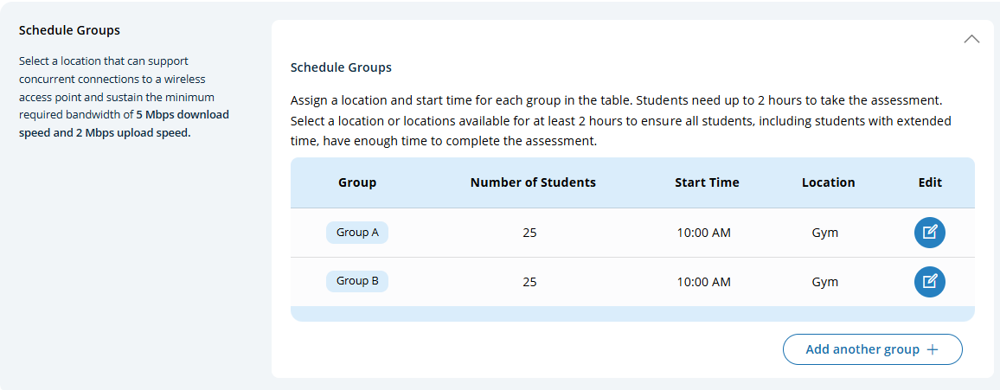 Schedule Groups
Select a location that can support
concurrent connections to a wireless
access point and sustain the minimum
required bandwidth of 5 Mbps download
speed and 2 Mbps upload speed.
Schedule Groups
Assign a location and start time for each group in the table. Students need up to 2 hours to take the assessment.
Select a location or locations available for at least 2 hours to ensure all students, including students with extended
time, have enough time to complete the assessment.
Group Number of Students Start Time Location Edit
Group A 25 10:00 AM Gym
Group B 25 10:00 AM Gym
Add another group +